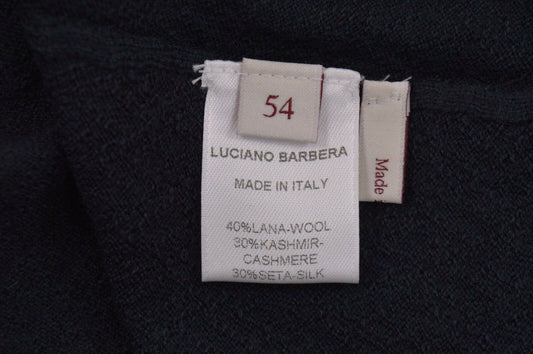 54
LUCIANO BARBERA
MADE IN ITALY
40%LANA-WOOL
30%KASHMIR-
CASHMERE
30%SETA-SILK
Made